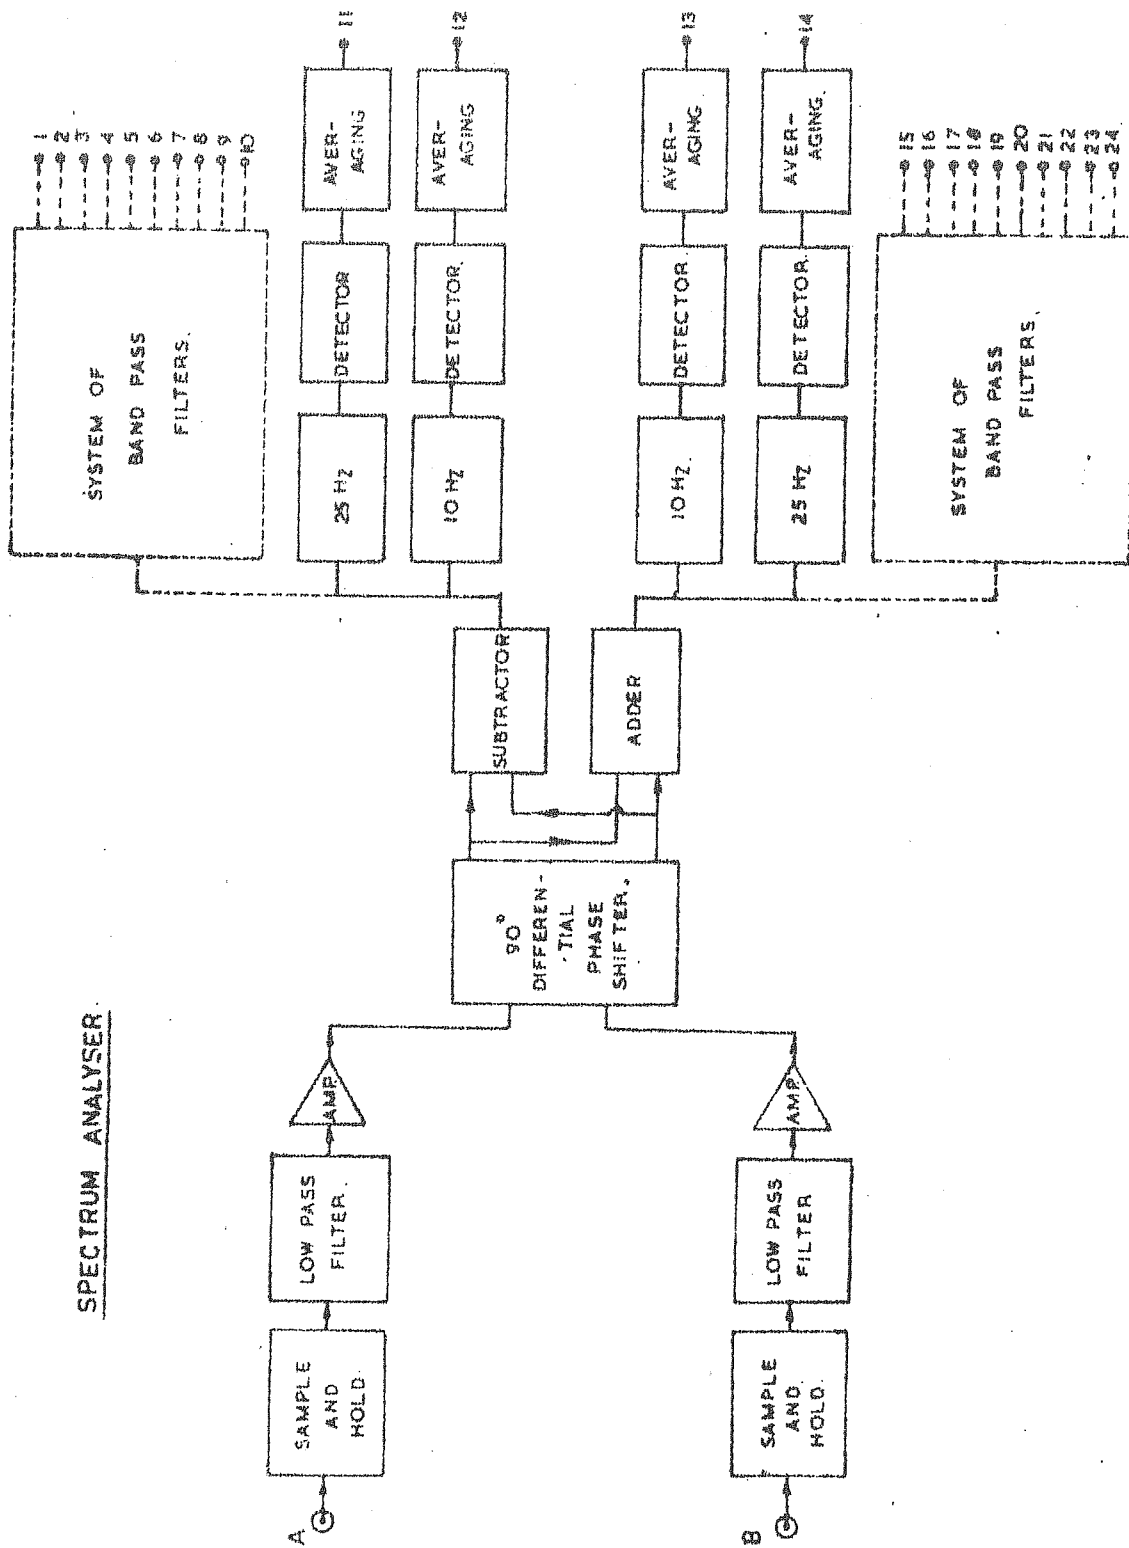 SPECTRUM ANALYSER
A
SAMPLE
AND
HOLD.
LOW PASS
FILTER.
AMP.
B
SAMPLE
AND
HOLD.
LOW PASS
FILTER
AMP
90°
DIFFEREN-
TIAL
PHASE
SHIFTER.
SUBTRACTOR
ADDER
SYSTEM OF
BAND PASS
FILTERS.
1
2
3
4
5
6
7
8
9
10
25 HZ
DETECTOR
AVER-
AGING
11
10 HZ
DETECTOR.
AVER-
AGING
12
10 HZ.
DETECTOR
AVER-
AGING
13
25 HZ
DETECTOR.
AVER-
AGING.
14
SYSTEM OF
BAND PASS
FILTERS.
15
16
17
18
19
20
21
22
23
24